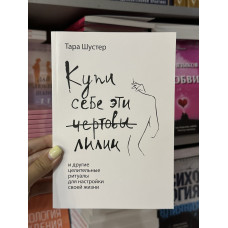 Тара Шустер
Купи
себе эти
чертовы
лилии
и другие
целительные
ритуалы
для настройки
своей жизни